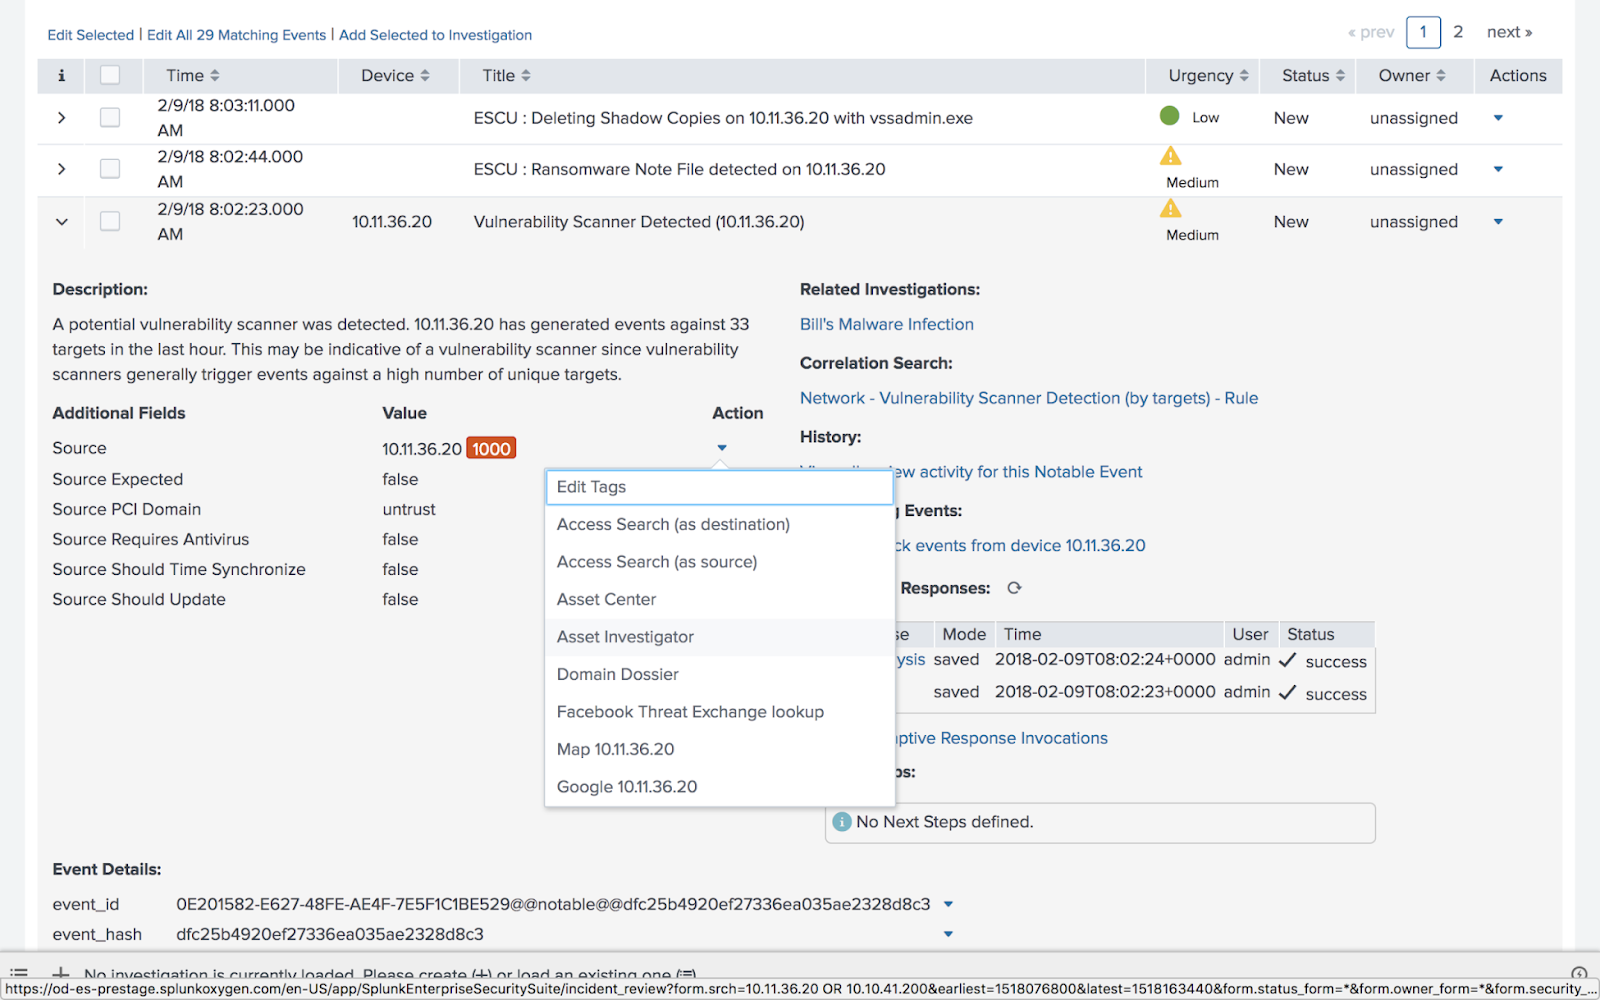 Edit Selected | Edit All 29 Matching Events | Add Selected to Investigation
« prev 1 2 next »
i Time Device Title Urgency Status Owner Actions
2/9/18 8:03:11.000
AM
ESCU : Deleting Shadow Copies on 10.11.36.20 with vssadmin.exe Low New unassigned
2/9/18 8:02:44.000
AM
ESCU : Ransomware Note File detected on 10.11.36.20 New unassigned
Medium
2/9/18 8:02:23.000
AM
10.11.36.20 Vulnerability Scanner Detected (10.11.36.20) New unassigned
Medium
Description:
A potential vulnerability scanner was detected. 10.11.36.20 has generated events against 33
targets in the last hour. This may be indicative of a vulnerability scanner since vulnerability
scanners generally trigger events against a high number of unique targets.
Additional Fields Value Action
Source 10.11.36.20 1000
Source Expected false
Source PCI Domain untrust
Source Requires Antivirus false
Source Should Time Synchronize false
Source Should Update false
Edit Tags
Access Search (as destination)
Access Search (as source)
Asset Center
Asset Investigator
Domain Dossier
Facebook Threat Exchange lookup
Map 10.11.36.20
Google 10.11.36.20
Related Investigations:
Bill's Malware Infection
Correlation Search:
Network - Vulnerability Scanner Detection (by targets) - Rule
History:
activity for this Notable Event
Events:
events from device 10.11.36.20
Responses:
Mode Time User Status
saved 2018-02-09T08:02:24+0000 admin success
saved 2018-02-09T08:02:23+0000 admin success
Response Invocations
No Next Steps defined.
Event Details:
event_id 0E201582-E627-48FE-AE4F-7E5F1C1BE529@@notable@@dfc25b4920ef27336ea035ae2328d8c3
event_hash dfc25b4920ef27336ea035ae2328d8c3
No investigation is currently loaded. Please create (+) or load an existing one
https://od-es-prestage.splunkoxygen.com/en-US/app/SplunkEnterpriseSecuritySuite/incident_review?form.srch=10.11.36.20 OR 10.10.41.200&earliest=1518076800&latest=1518163440&form.status_form=*&form.owner_form=*&form.security_...